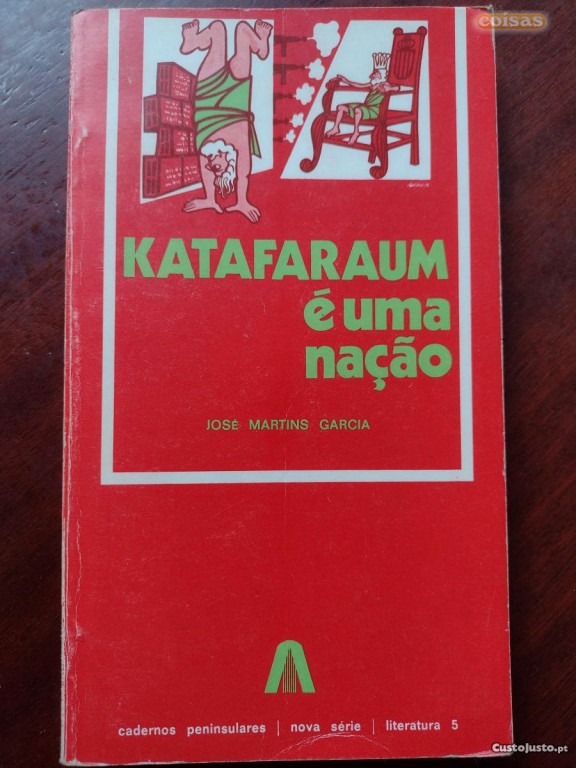 coisas
KATAFARAUM
é uma
nação
JOSÉ MARTINS GARCIA
cadernos peninsulares | nova série | literatura 5
CustoJusto.pt